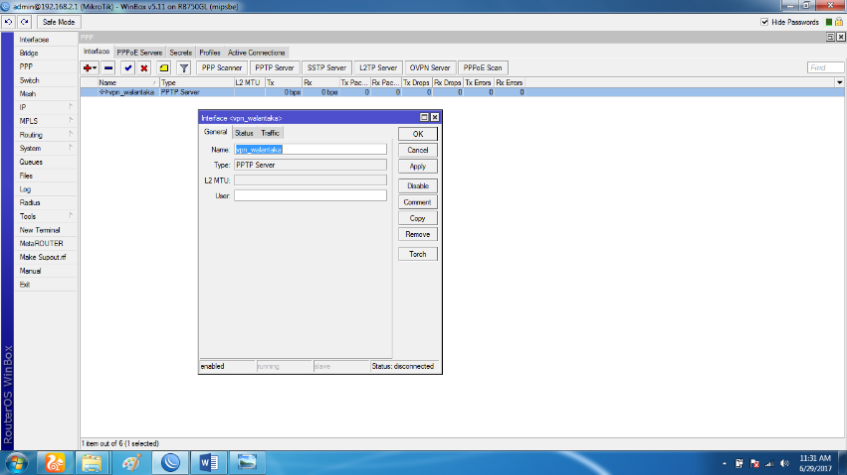 admin@192.168.2.1 (MikroTik) - WinBox v5.11 on RB750GL (mipsbe)
Safe Mode
Hide Passwords
Interfaces
Bridge
PPP
Switch
Mesh
IP
MPLS
Routing
System
Queues
Files
Log
Radius
Tools
New Terminal
MetaROUTER
Make Supout.rif
Manual
Exit
RouterOS WinBox
PPP
Interface PPPoE Servers Secrets Profiles Active Connections
PPP Scanner PPTP Server SSTP Server L2TP Server OVPN Server PPPoE Scan
Find
Name Type L2 MTU Tx Rx Tx Pac... Rx Pac... Tx Drops Rx Drops Tx Errors Rx Errors
vpn_walantaka PPTP Server 0 bps 0 bps 0 0 0 0 0 0
Interface <vpn_walantaka>
General Status Traffic
Name: vpn_walantaka
Type: PPTP Server
L2 MTU:
User:
OK
Cancel
Apply
Disable
Comment
Copy
Remove
Torch
enabled running slave Status: disconnected
1 item out of 6 (1 selected)
11:31 AM
6/29/2017